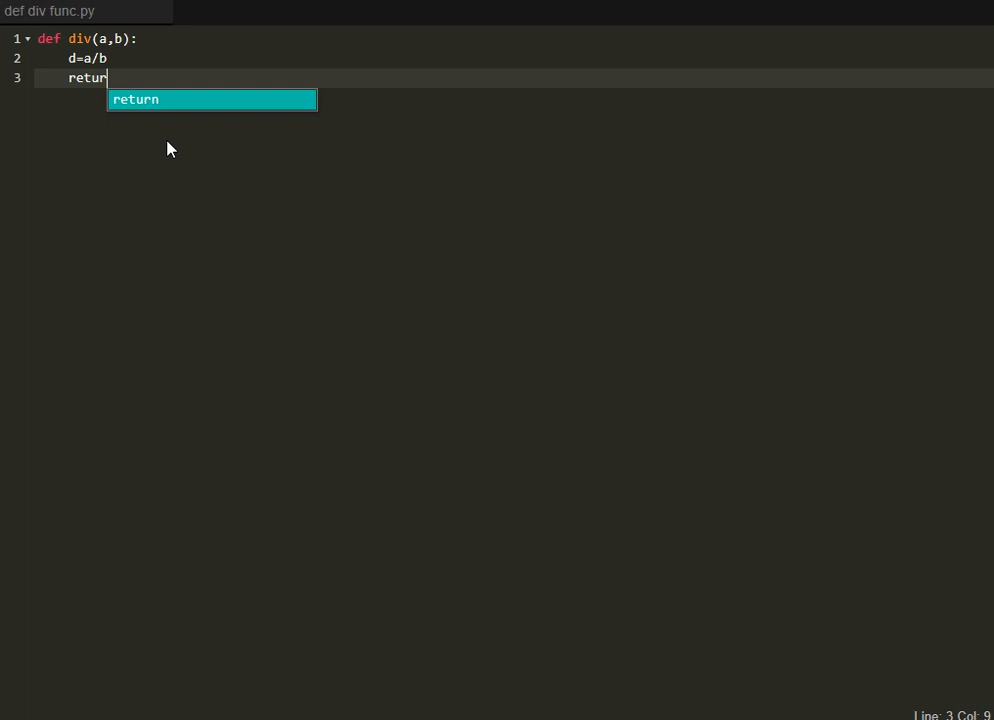 def div func.py
1 def div(a,b):
2 d=a/b
3 retur
return
Line: 3 Col: 9